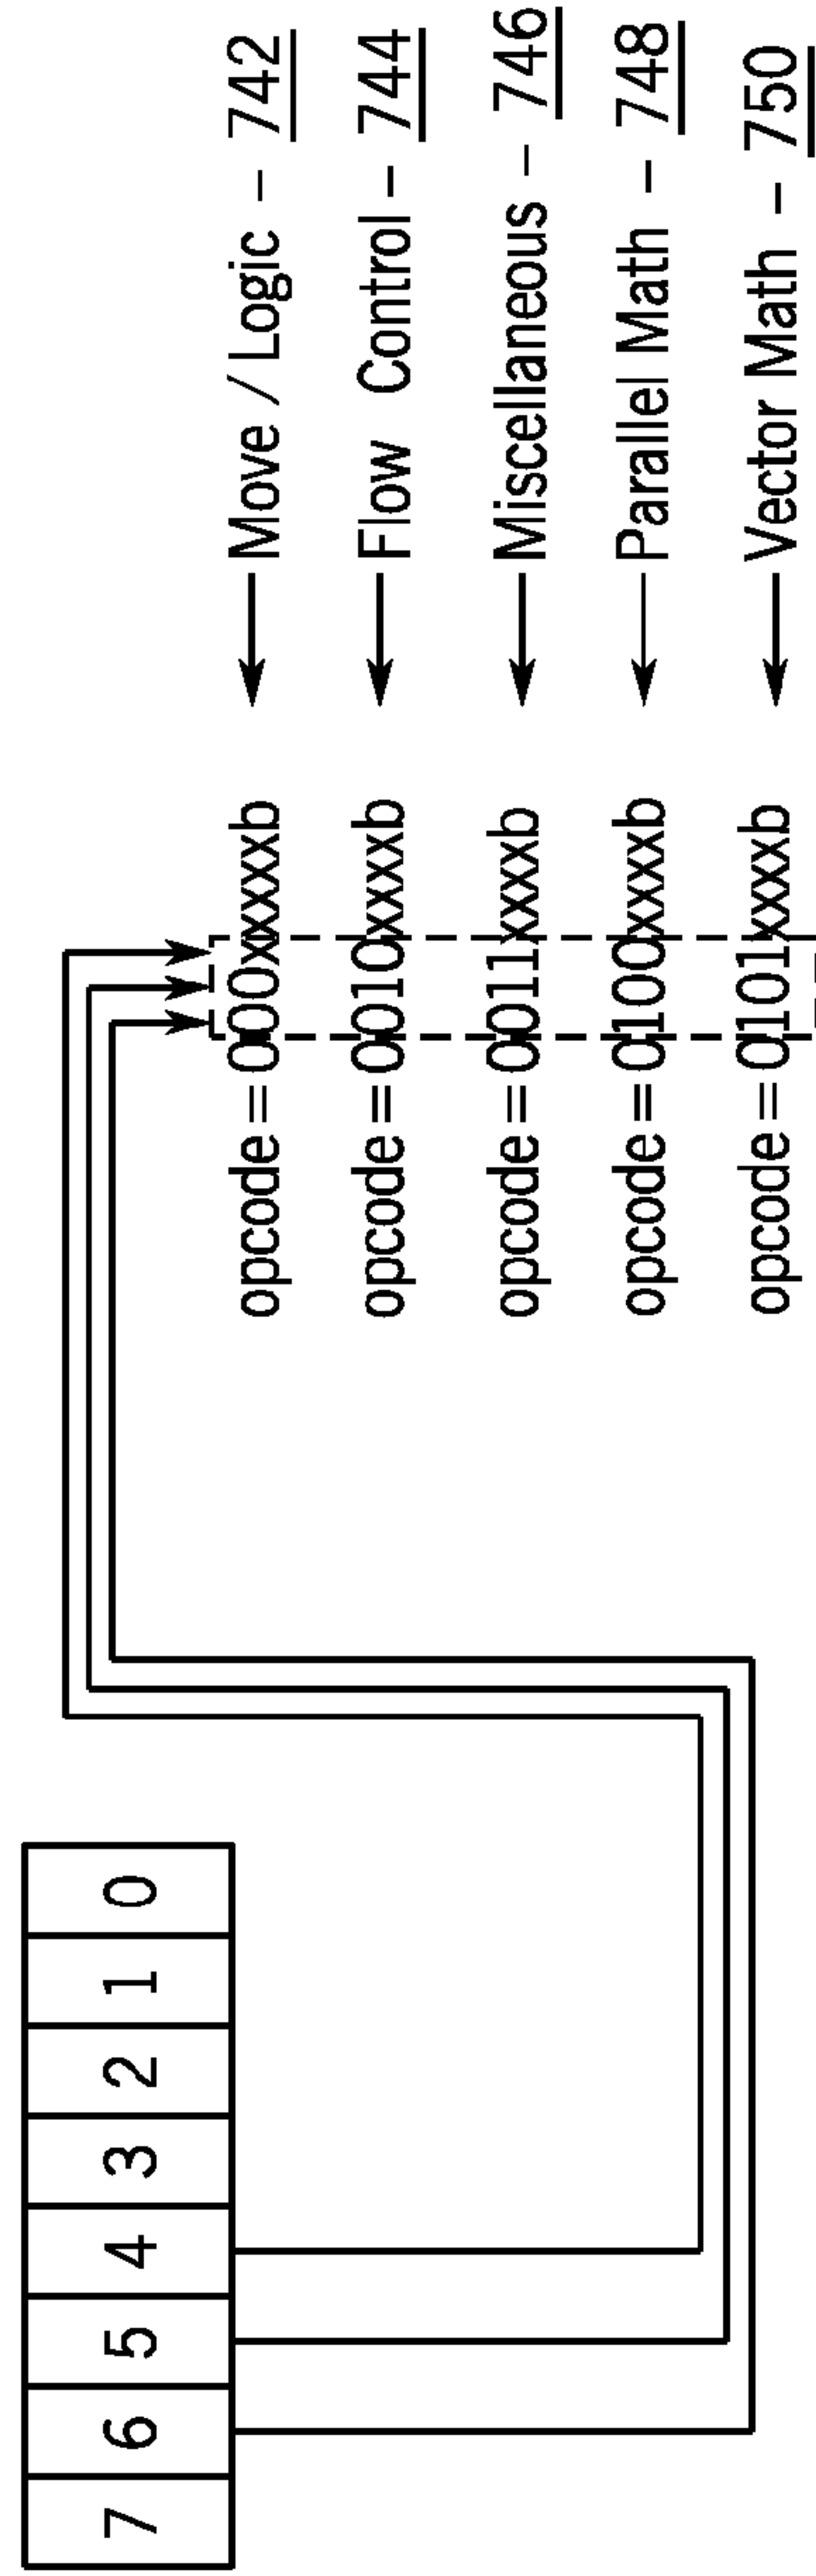 7 6 5 4 3 2 1 0
opcode=000xxxxxb ← Move / Logic – 742
opcode=0010xxxxb ← Flow Control – 744
opcode=0011xxxxb ← Miscellaneous – 746
opcode=0100xxxxb ← Parallel Math – 748
opcode=0101xxxxb ← Vector Math – 750